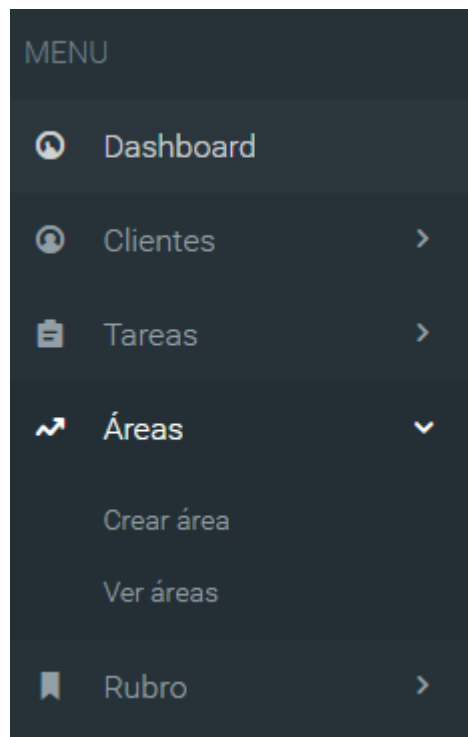 MENU
Dashboard
Clientes
Tareas
Áreas
Crear área
Ver áreas
Rubro